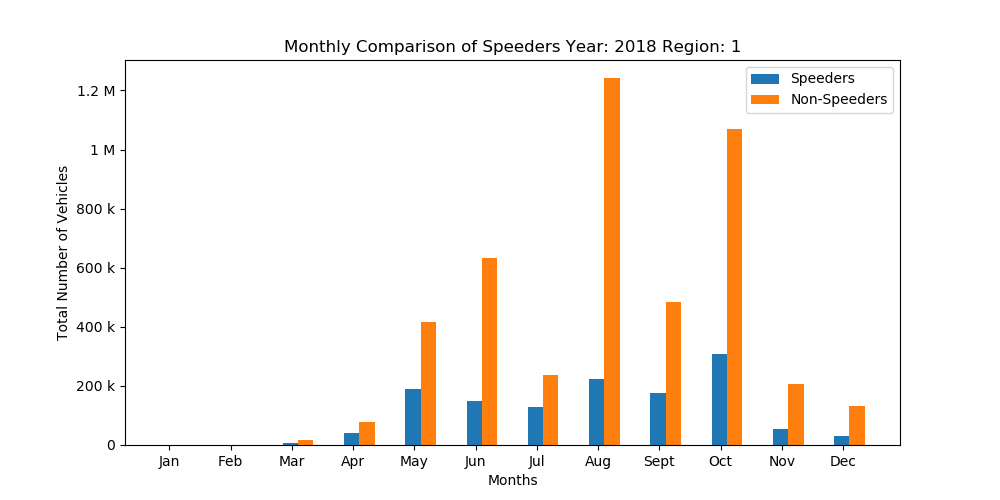 Monthly Comparison of Speeders Year: 2018 Region: 1
Speeders
Non-Speeders
1.2 M
1 M
800 k
600 k
400 k
200 k
0
Total Number of Vehicles
Jan Feb Mar Apr May Jun Jul Aug Sept Oct Nov Dec
Months